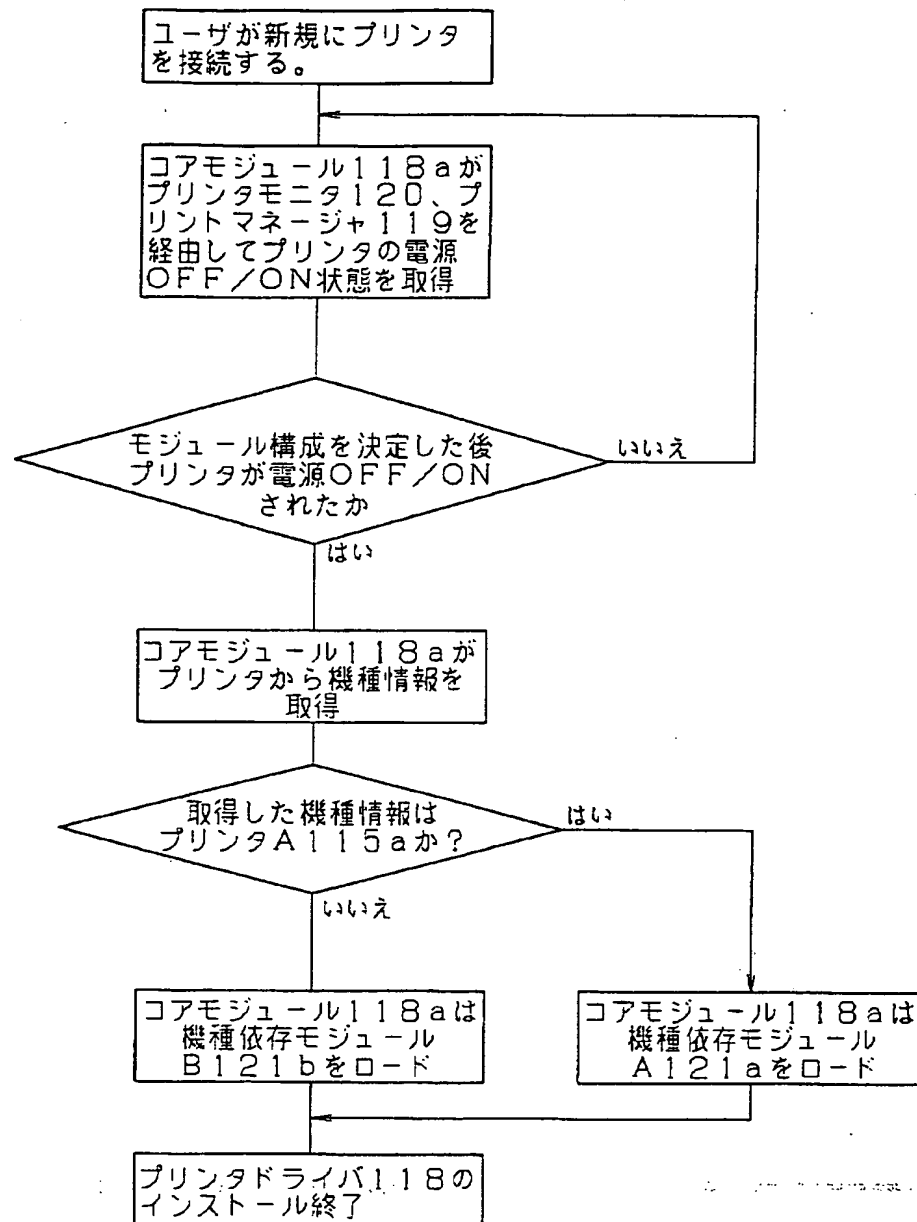 ユーザが新規にプリンタ
を接続する。
コアモジュール118aが
プリンタモニタ120、プ
リントマネージャ119を
経由してプリンタの電源
OFF/ON状態を取得
モジュール構成を決定した後
プリンタが電源OFF/ON
されたか
いいえ
はい
コアモジュール118aが
プリンタから機種情報を
取得
取得した機種情報は
プリンタA115aか?
はい
いいえ
コアモジュール118aは
機種依存モジュール
B121bをロード
コアモジュール118aは
機種依存モジュール
A121aをロード
プリンタドライバ118の
インストール終了